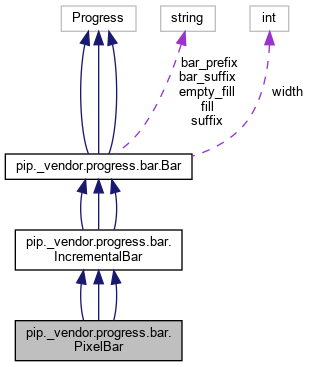 Progress
string
int
bar_prefix
bar_suffix
empty_fill
fill
suffix
width
pip._vendor.progress.bar.Bar
pip._vendor.progress.bar.
IncrementalBar
pip._vendor.progress.bar.
PixelBar